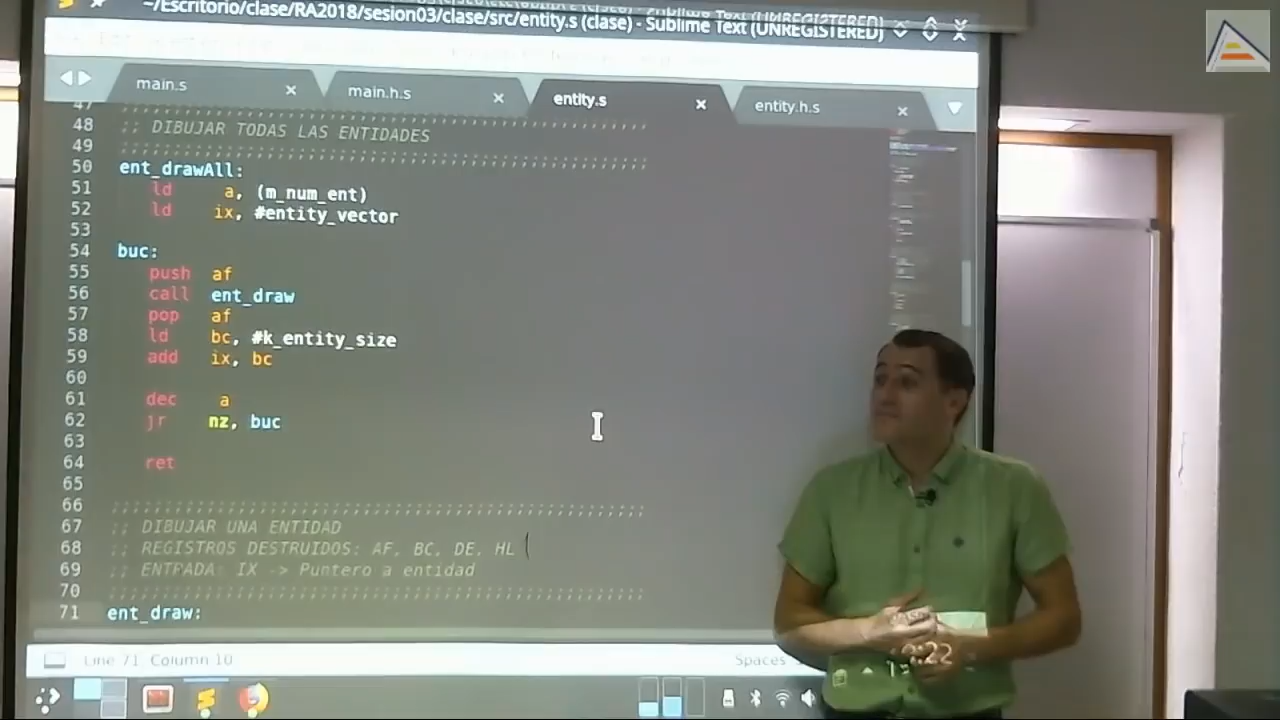 ~/Escritorio/clase/RA2018/sesion03/clase/src/entity.s (clase) - Sublime Text (UNREGISTERED)
main.s
main.h.s
entity.s
entity.h.s
47 ;;;;;;;;;;;;;;;;;;;;;;;;;;;;;;;;;;;;;;;;;;;;;;;;;;
48 ;; DIBUJAR TODAS LAS ENTIDADES
49 ;;;;;;;;;;;;;;;;;;;;;;;;;;;;;;;;;;;;;;;;;;;;;;;;;;
50 ent_drawAll:
51 ld a, (m_num_ent)
52 ld ix, #entity_vector
53
54 buc:
55 push af
56 call ent_draw
57 pop af
58 ld bc, #k_entity_size
59 add ix, bc
60
61 dec a
62 jr nz, buc
63
64 ret
65
66 ;;;;;;;;;;;;;;;;;;;;;;;;;;;;;;;;;;;;;;;;;;;;;;;;;;
67 ;; DIBUJAR UNA ENTIDAD
68 ;; REGISTROS DESTRUIDOS: AF, BC, DE, HL
69 ;; ENTRADA: IX -> Puntero a entidad
70 ;;;;;;;;;;;;;;;;;;;;;;;;;;;;;;;;;;;;;;;;;;;;;;;;;;
71 ent_draw:
Line 71 Column 10
Spaces